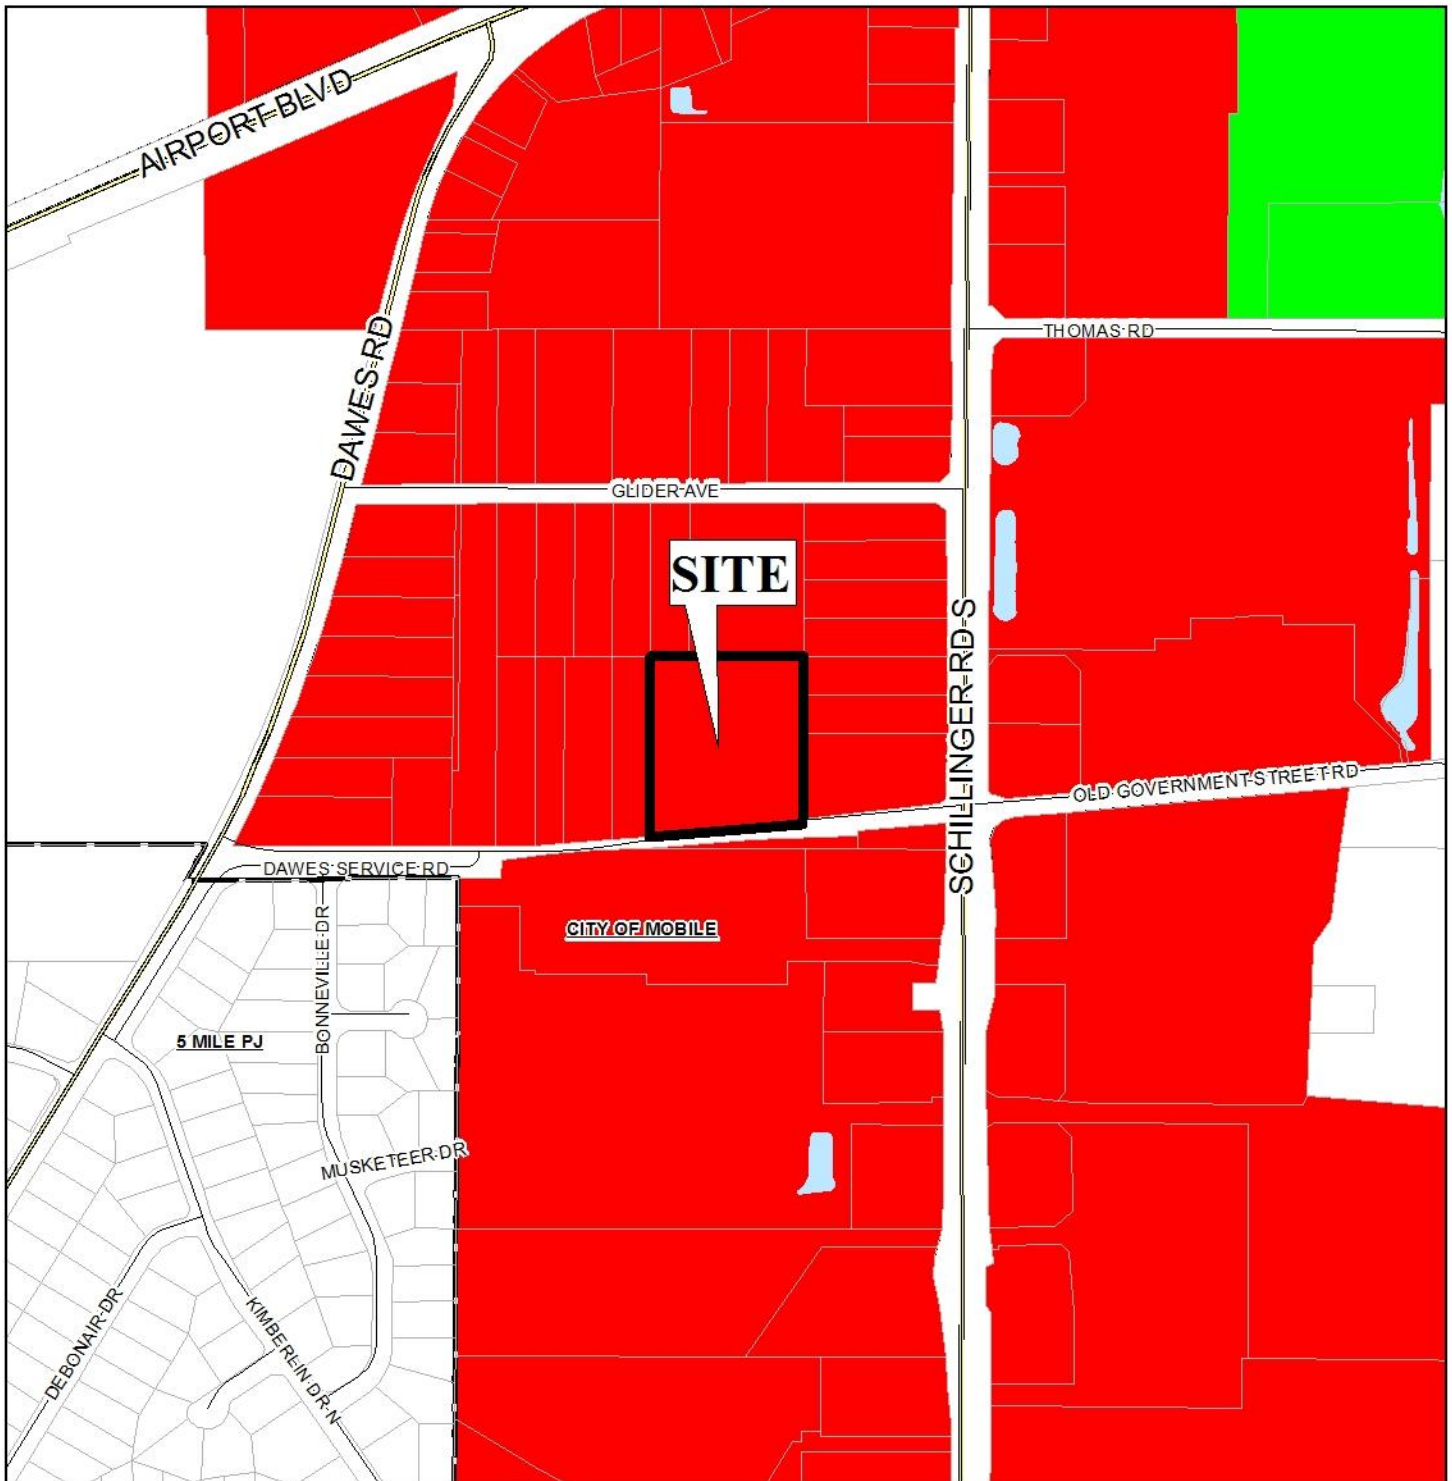 AIRPORT BLVD
DAWES RD
THOMAS RD
GLIDER AVE
SITE
SCHILLINGER RD S
OLD GOVERNMENT STREET RD
DAWES SERVICE RD
CITY OF MOBILE
BONNEVILLE DR
5 MILE PJ
MUSKETEER DR
DEBONAIR DR
KIMBERLIN DR N